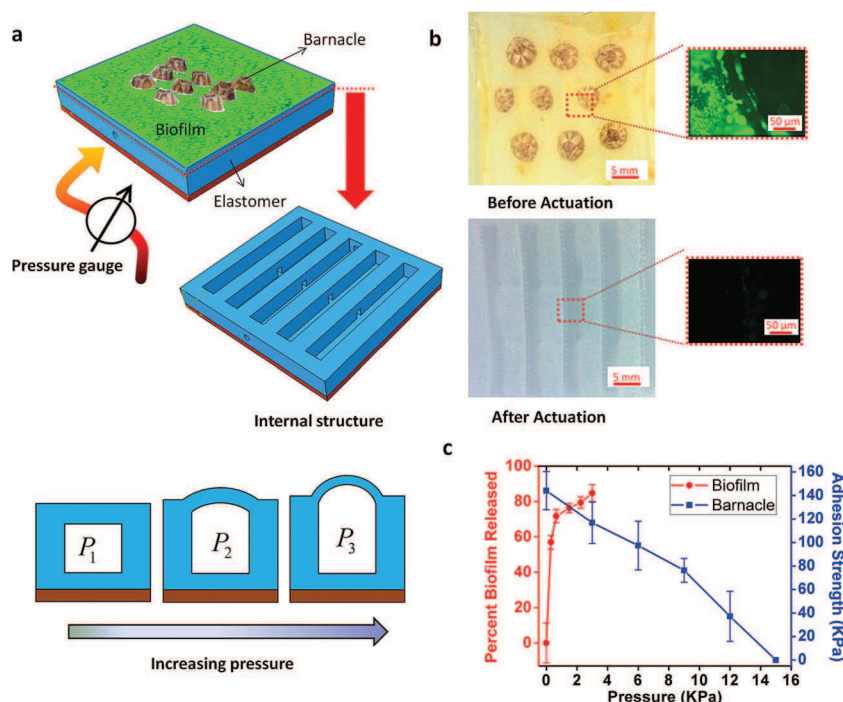 a
Barnacle
Biofilm
Elastomer
Pressure gauge
Internal structure
P1
P2
P3
Increasing pressure
b
50 µm
5 mm
Before Actuation
50 µm
5 mm
After Actuation
c
Percent Biofilm Released
100
80
60
40
20
0
Biofilm
Barnacle
160
140
120
100
80
60
40
20
0
Adhesion Strength (KPa)
0 2 4 6 8 10 12 14 16
Pressure (KPa)